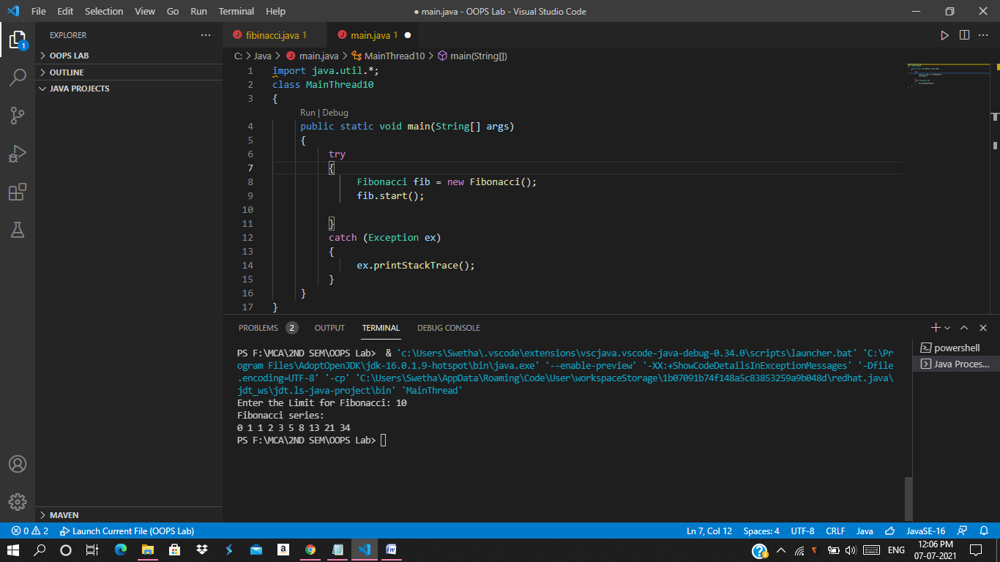 File Edit Selection View Go Run Terminal Help
● main.java - OOPS Lab - Visual Studio Code
EXPLORER
OOPS LAB
OUTLINE
JAVA PROJECTS
MAVEN
1
fibinacci.java 1
main.java 1 ●
C: > Java > main.java > MainThread10 > main(String[])
1 import java.util.*;
2 class MainThread10
3 {
Run | Debug
4 public static void main(String[] args)
5 {
6 try
7 {
8 Fibonacci fib = new Fibonacci();
9 fib.start();
10
11 }
12 catch (Exception ex)
13 {
14 ex.printStackTrace();
15 }
16 }
17 }
PROBLEMS 2 OUTPUT TERMINAL DEBUG CONSOLE
PS F:\MCA\2ND SEM\OOPS Lab>  & 'c:\Users\Swetha\.vscode\extensions\vscjava.vscode-java-debug-0.34.0\scripts\launcher.bat' 'C:\Pr
ogram Files\AdoptOpenJDK\jdk-16.0.1.9-hotspot\bin\java.exe' '--enable-preview' '-XX:+ShowCodeDetailsInExceptionMessages' '-Dfile
.encoding=UTF-8' '-cp' 'C:\Users\Swetha\AppData\Roaming\Code\User\workspaceStorage\1b07091b74f148a5c83853259a9b048d\redhat.java\
jdt_ws\jdt.ls-java-project\bin' 'MainThread'
Enter the Limit for Fibonacci: 10
Fibonacci series:
0 1 1 2 3 5 8 13 21 34
PS F:\MCA\2ND SEM\OOPS Lab>
powershell
Java Proces...
0 2 Launch Current File (OOPS Lab)
Ln 7, Col 12 Spaces: 4 UTF-8 CRLF Java JavaSE-16
ENG
12:06 PM
07-07-2021